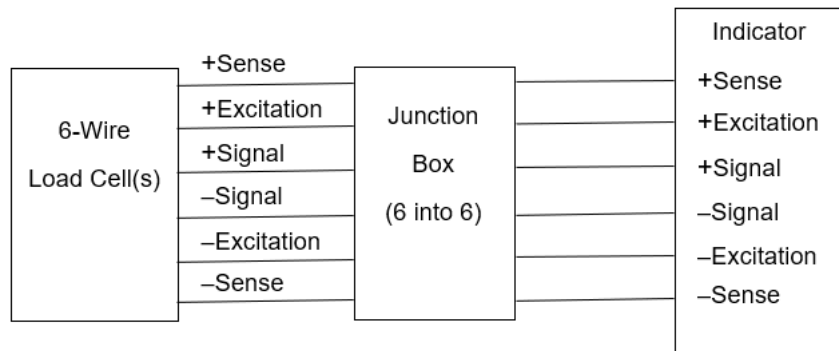 6-Wire
Load Cell(s)
+Sense
+Excitation
+Signal
–Signal
–Excitation
–Sense
Junction
Box
(6 into 6)
Indicator
+Sense
+Excitation
+Signal
–Signal
–Excitation
–Sense